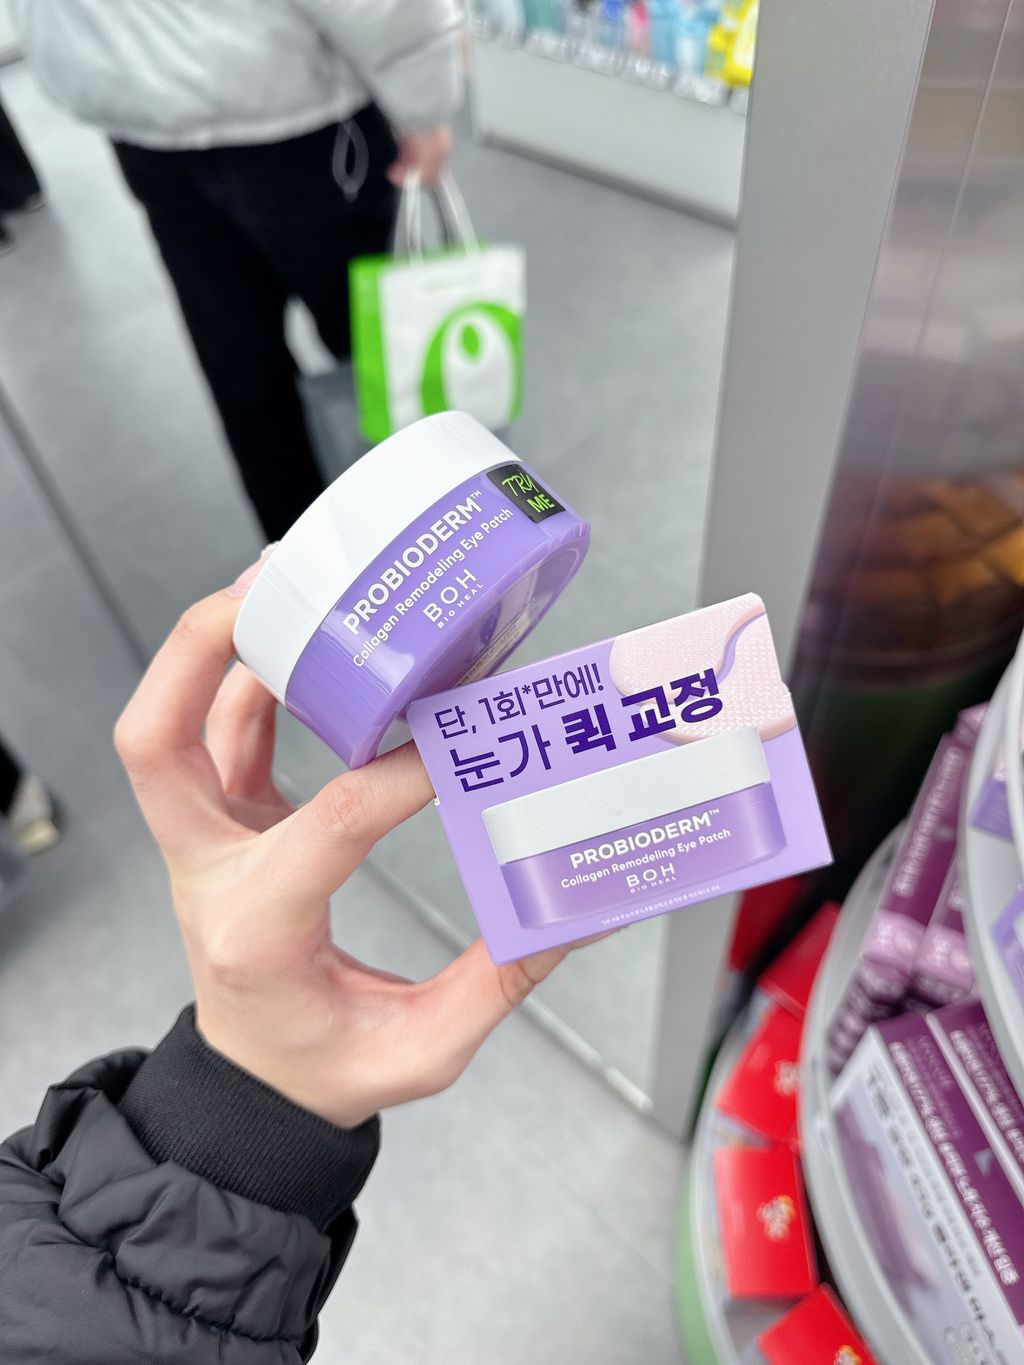 TRY
ME
PROBIODERM™
Collagen Remodeling Eye Patch
BOH
BIO HEAL
단, 1회*만에!
눈가 퀵 교정
PROBIODERM™
Collagen Remodeling Eye Patch
BOH
BIO HEAL